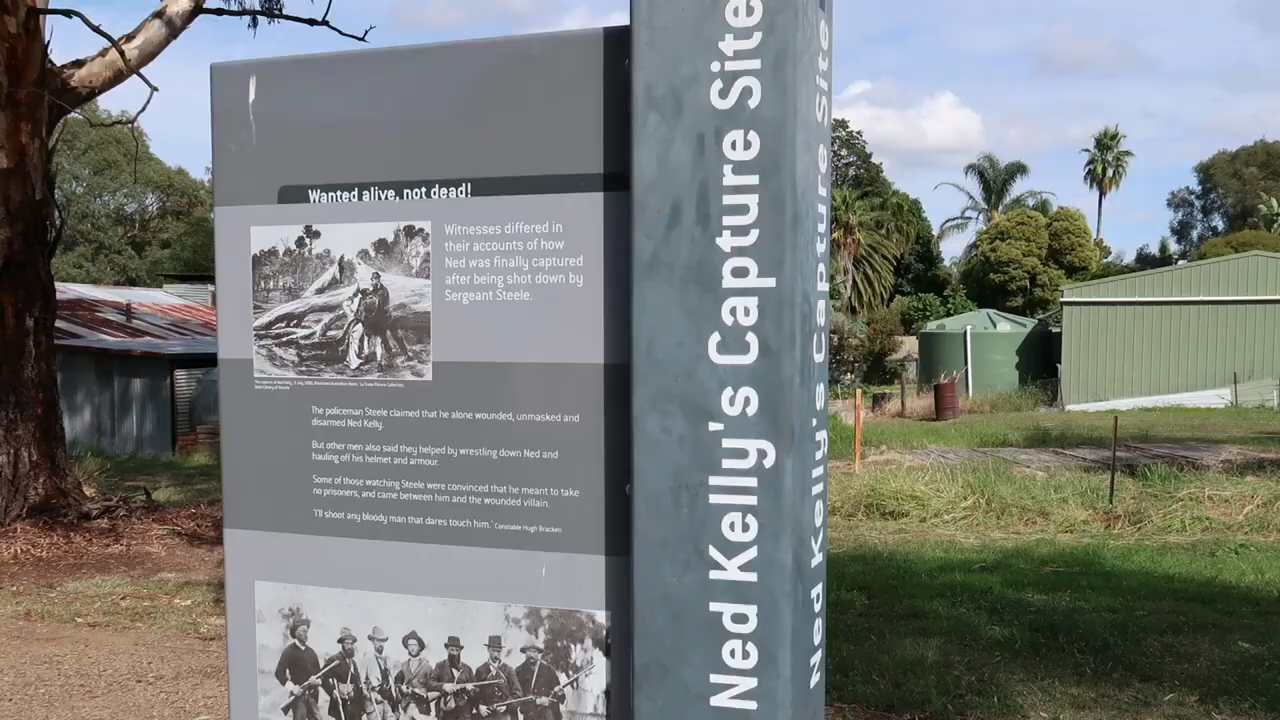 Wanted alive, not dead!
Witnesses differed in
their accounts of how
Ned was finally captured
after being shot down by
Sergeant Steele.
The policeman Steele claimed that he alone wounded, unmasked and
disarmed Ned Kelly.
But other men also said they helped by wrestling down Ned and
hauling off his helmet and armour.
Some of those watching Steele were convinced that he meant to take
no prisoners, and came between him and the wounded villain.
'I'll shoot any bloody man that dares touch him.' Constable Hugh Bracken
Ned Kelly's Capture Site
Ned Kelly's Capture Site